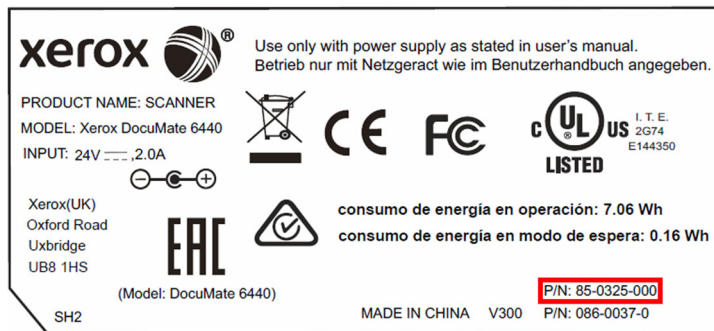 xerox ®
Use only with power supply as stated in user's manual.
Betrieb nur mit Netzgeract wie im Benutzerhandbuch angegeben.
PRODUCT NAME: SCANNER
MODEL: Xerox DocuMate 6440
INPUT: 24V ⎓,2.0A
CE
FC
C UL ® US
LISTED
I. T. E.
2G74
E144350
Xerox(UK)
Oxford Road
Uxbridge
UB8 1HS
EAC
(Model: DocuMate 6440)
consumo de energía en operación: 7.06 Wh
consumo de energía en modo de espera: 0.16 Wh
P/N: 85-0325-000
SH2
MADE IN CHINA V300 P/N: 086-0037-0